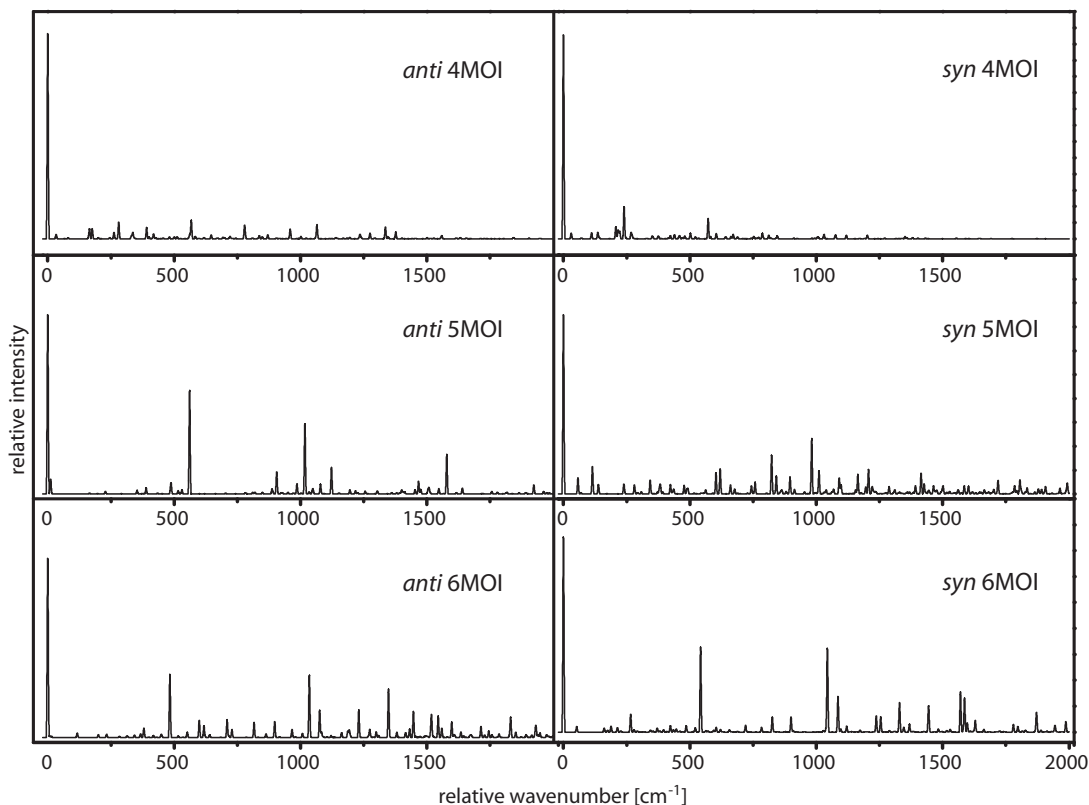 anti 4MOI
syn 4MOI
0 500 1000 1500
0 500 1000 1500
anti 5MOI
syn 5MOI
relative intensity
0 500 1000 1500
0 500 1000 1500
anti 6MOI
syn 6MOI
0 500 1000 1500
0 500 1000 1500 2000
relative wavenumber [cm⁻¹]